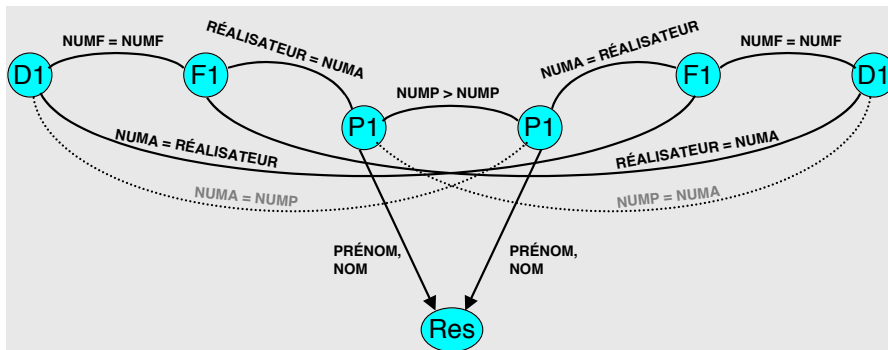 NUMF = NUMF
RÉALISATEUR = NUMA
NUMA = RÉALISATEUR
NUMF = NUMF
D1
F1
F1
D1
NUMP > NUMP
P1
P1
NUMA = RÉALISATEUR
RÉALISATEUR = NUMA
NUMA = NUMP
NUMP = NUMA
PRÉNOM,
NOM
PRÉNOM,
NOM
Res